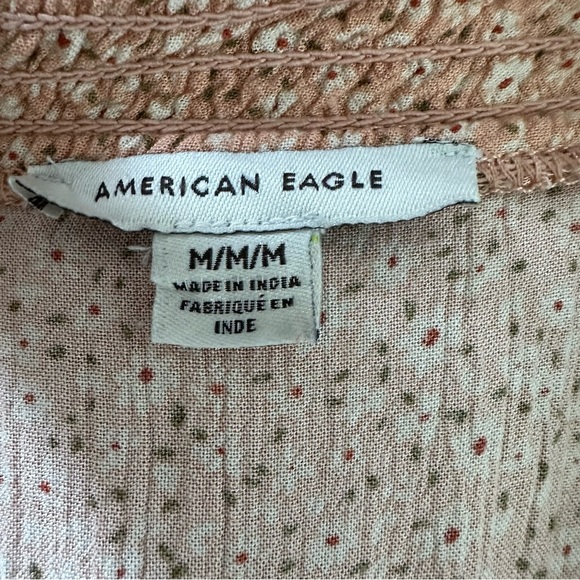 AMERICAN EAGLE
M/M/M
MADE IN INDIA
FABRIQUÉ EN
INDE